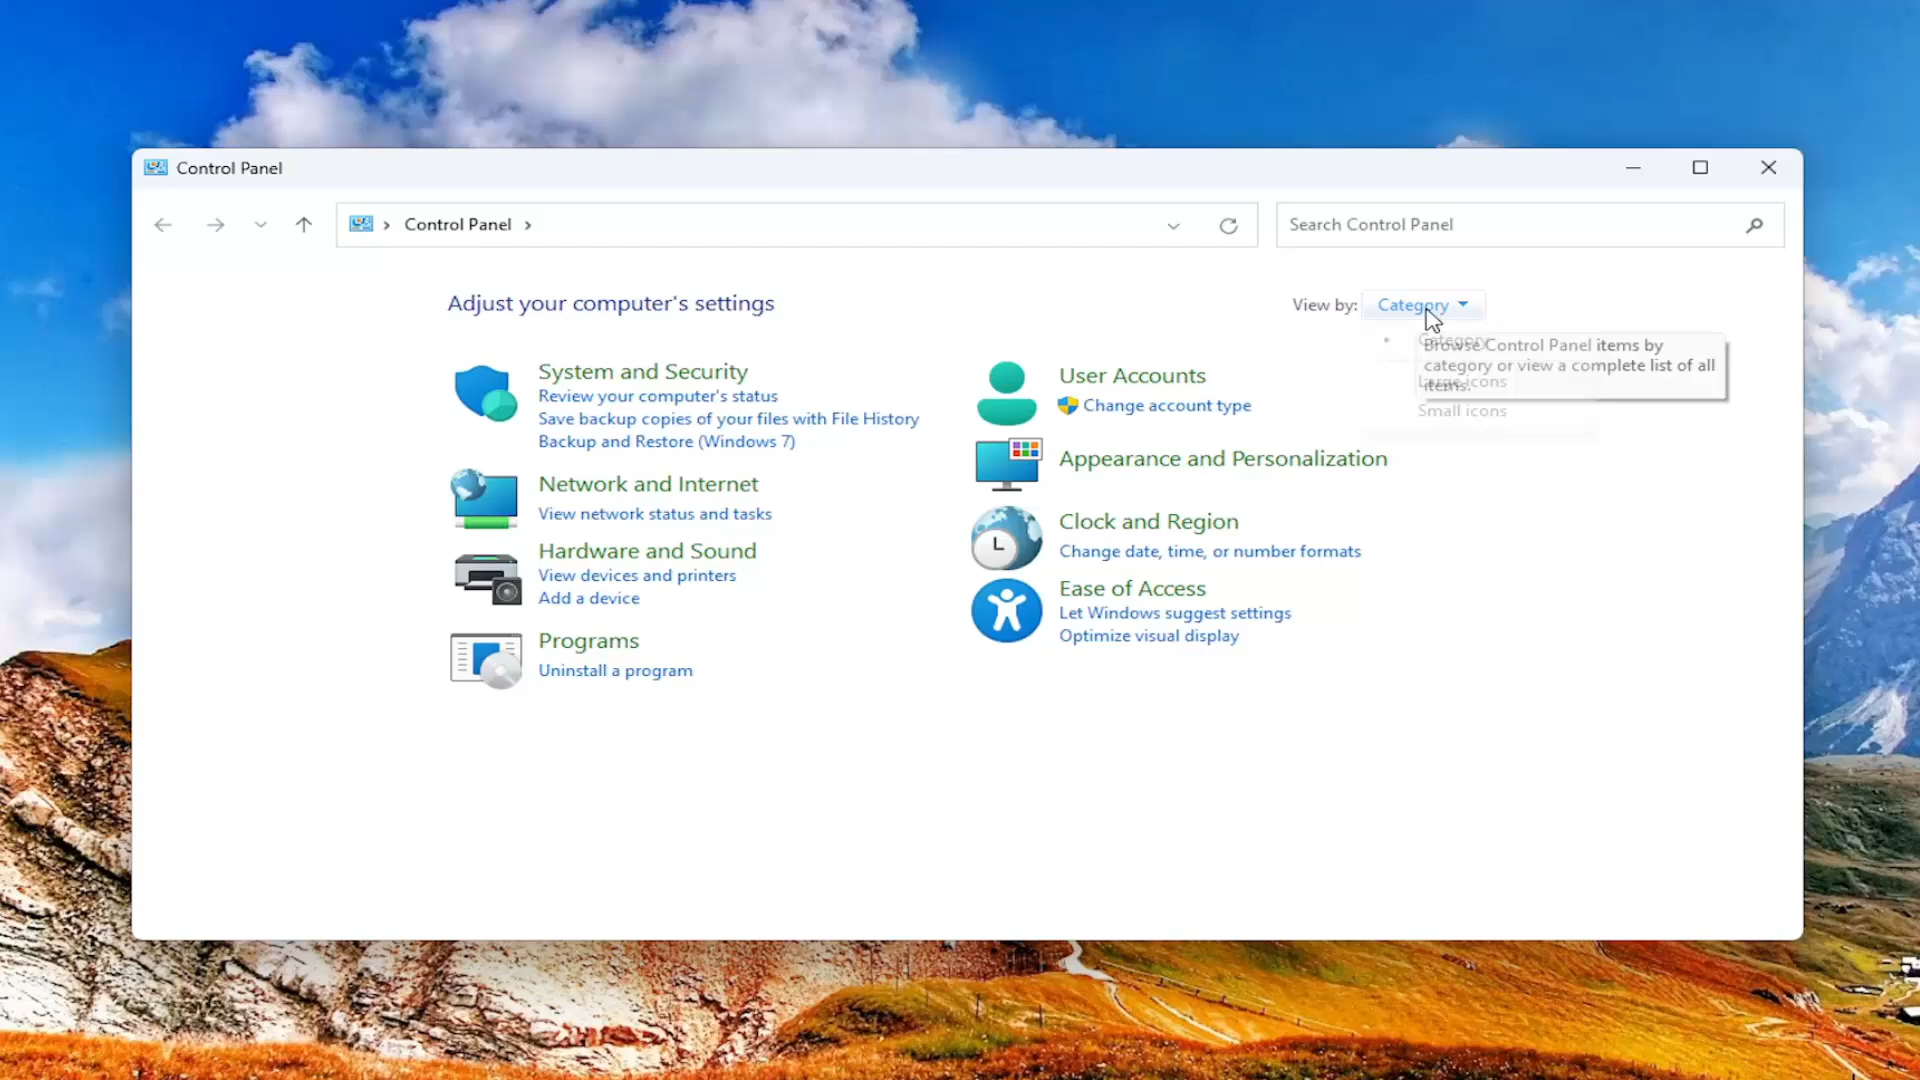 Control Panel
Control Panel
Search Control Panel
Adjust your computer's settings
View by: Category
Category
Browse Control Panel items by
category or view a complete list of all
items.
Large icons
Small icons
System and Security
Review your computer's status
Save backup copies of your files with File History
Backup and Restore (Windows 7)
Network and Internet
View network status and tasks
Hardware and Sound
View devices and printers
Add a device
Programs
Uninstall a program
User Accounts
Change account type
Appearance and Personalization
Clock and Region
Change date, time, or number formats
Ease of Access
Let Windows suggest settings
Optimize visual display